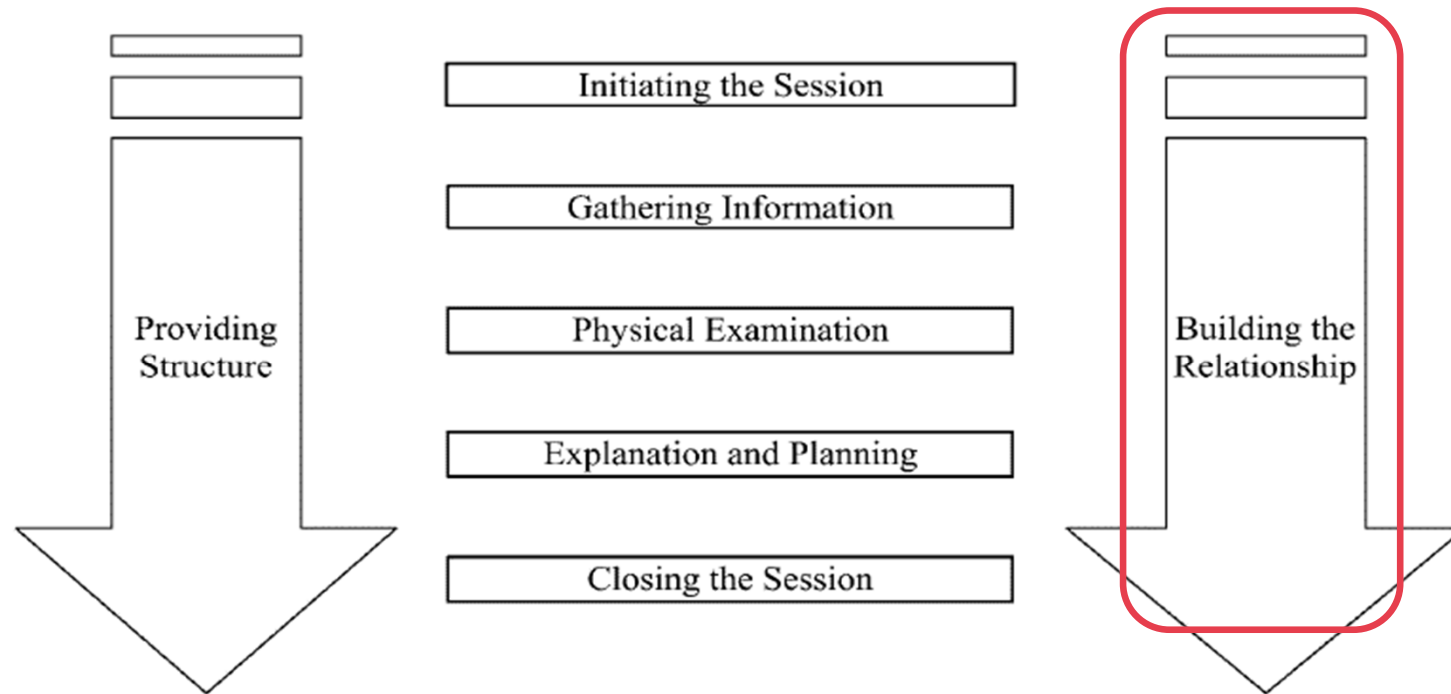 Initiating the Session
Gathering Information
Providing
Structure
Physical Examination
Building the
Relationship
Explanation and Planning
Closing the Session